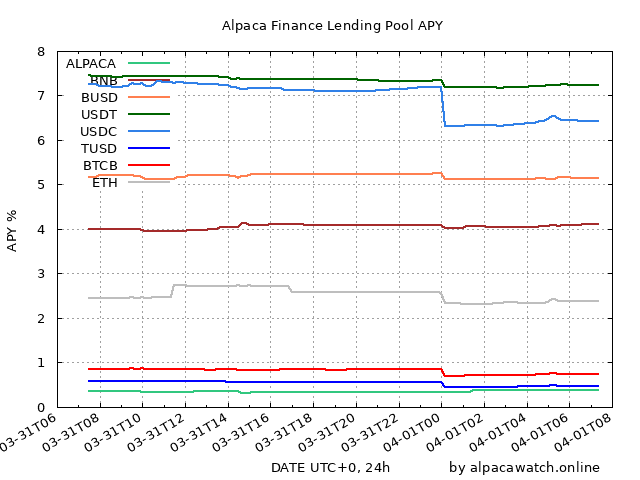 Alpaca Finance Lending Pool APY
8
7
6
5
4
3
2
1
0
APY %
ALPACA
BNB
BUSD
USDT
USDC
TUSD
BTCB
ETH
03-31T06
03-31T08
03-31T10
03-31T12
03-31T14
03-31T16
03-31T18
03-31T20
03-31T22
04-01T00
04-01T02
04-01T04
04-01T06
04-01T08
DATE UTC+0, 24h
by alpacawatch.online